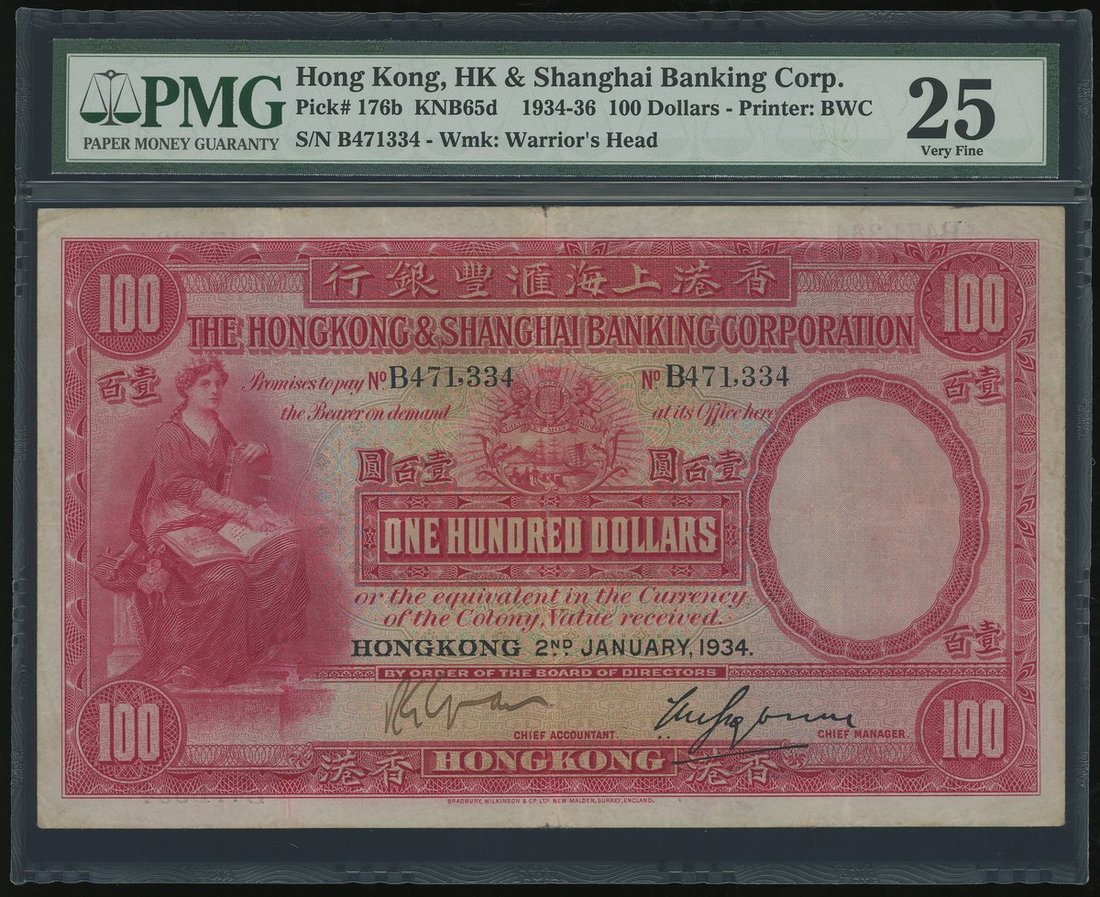 PMG
PAPER MONEY GUARANTY
Hong Kong, HK & Shanghai Banking Corp.
Pick# 176b KNB65d 1934-36 100 Dollars - Printer: BWC
S/N B471334 - Wmk: Warrior's Head
25
Very Fine
行銀豐滙海上港香
100
100
THE HONGKONG & SHANGHAI BANKING CORPORATION
百壹
Promises to pay No B471,334
No B471,334
百壹
the Bearer on demand
at its Office here
圓百壹
圓百壹
ONE HUNDRED DOLLARS
or the equivalent in the Currency
of the Colony, Value received.
百壹
HONGKONG 2ND JANUARY, 1934.
BY ORDER OF THE BOARD OF DIRECTORS
100
100
CHIEF ACCOUNTANT.
CHIEF MANAGER.
港香
HONGKONG
港香
BRADBURY, WILKINSON & Co LTD NEW MALDEN, SURREY, ENGLAND.